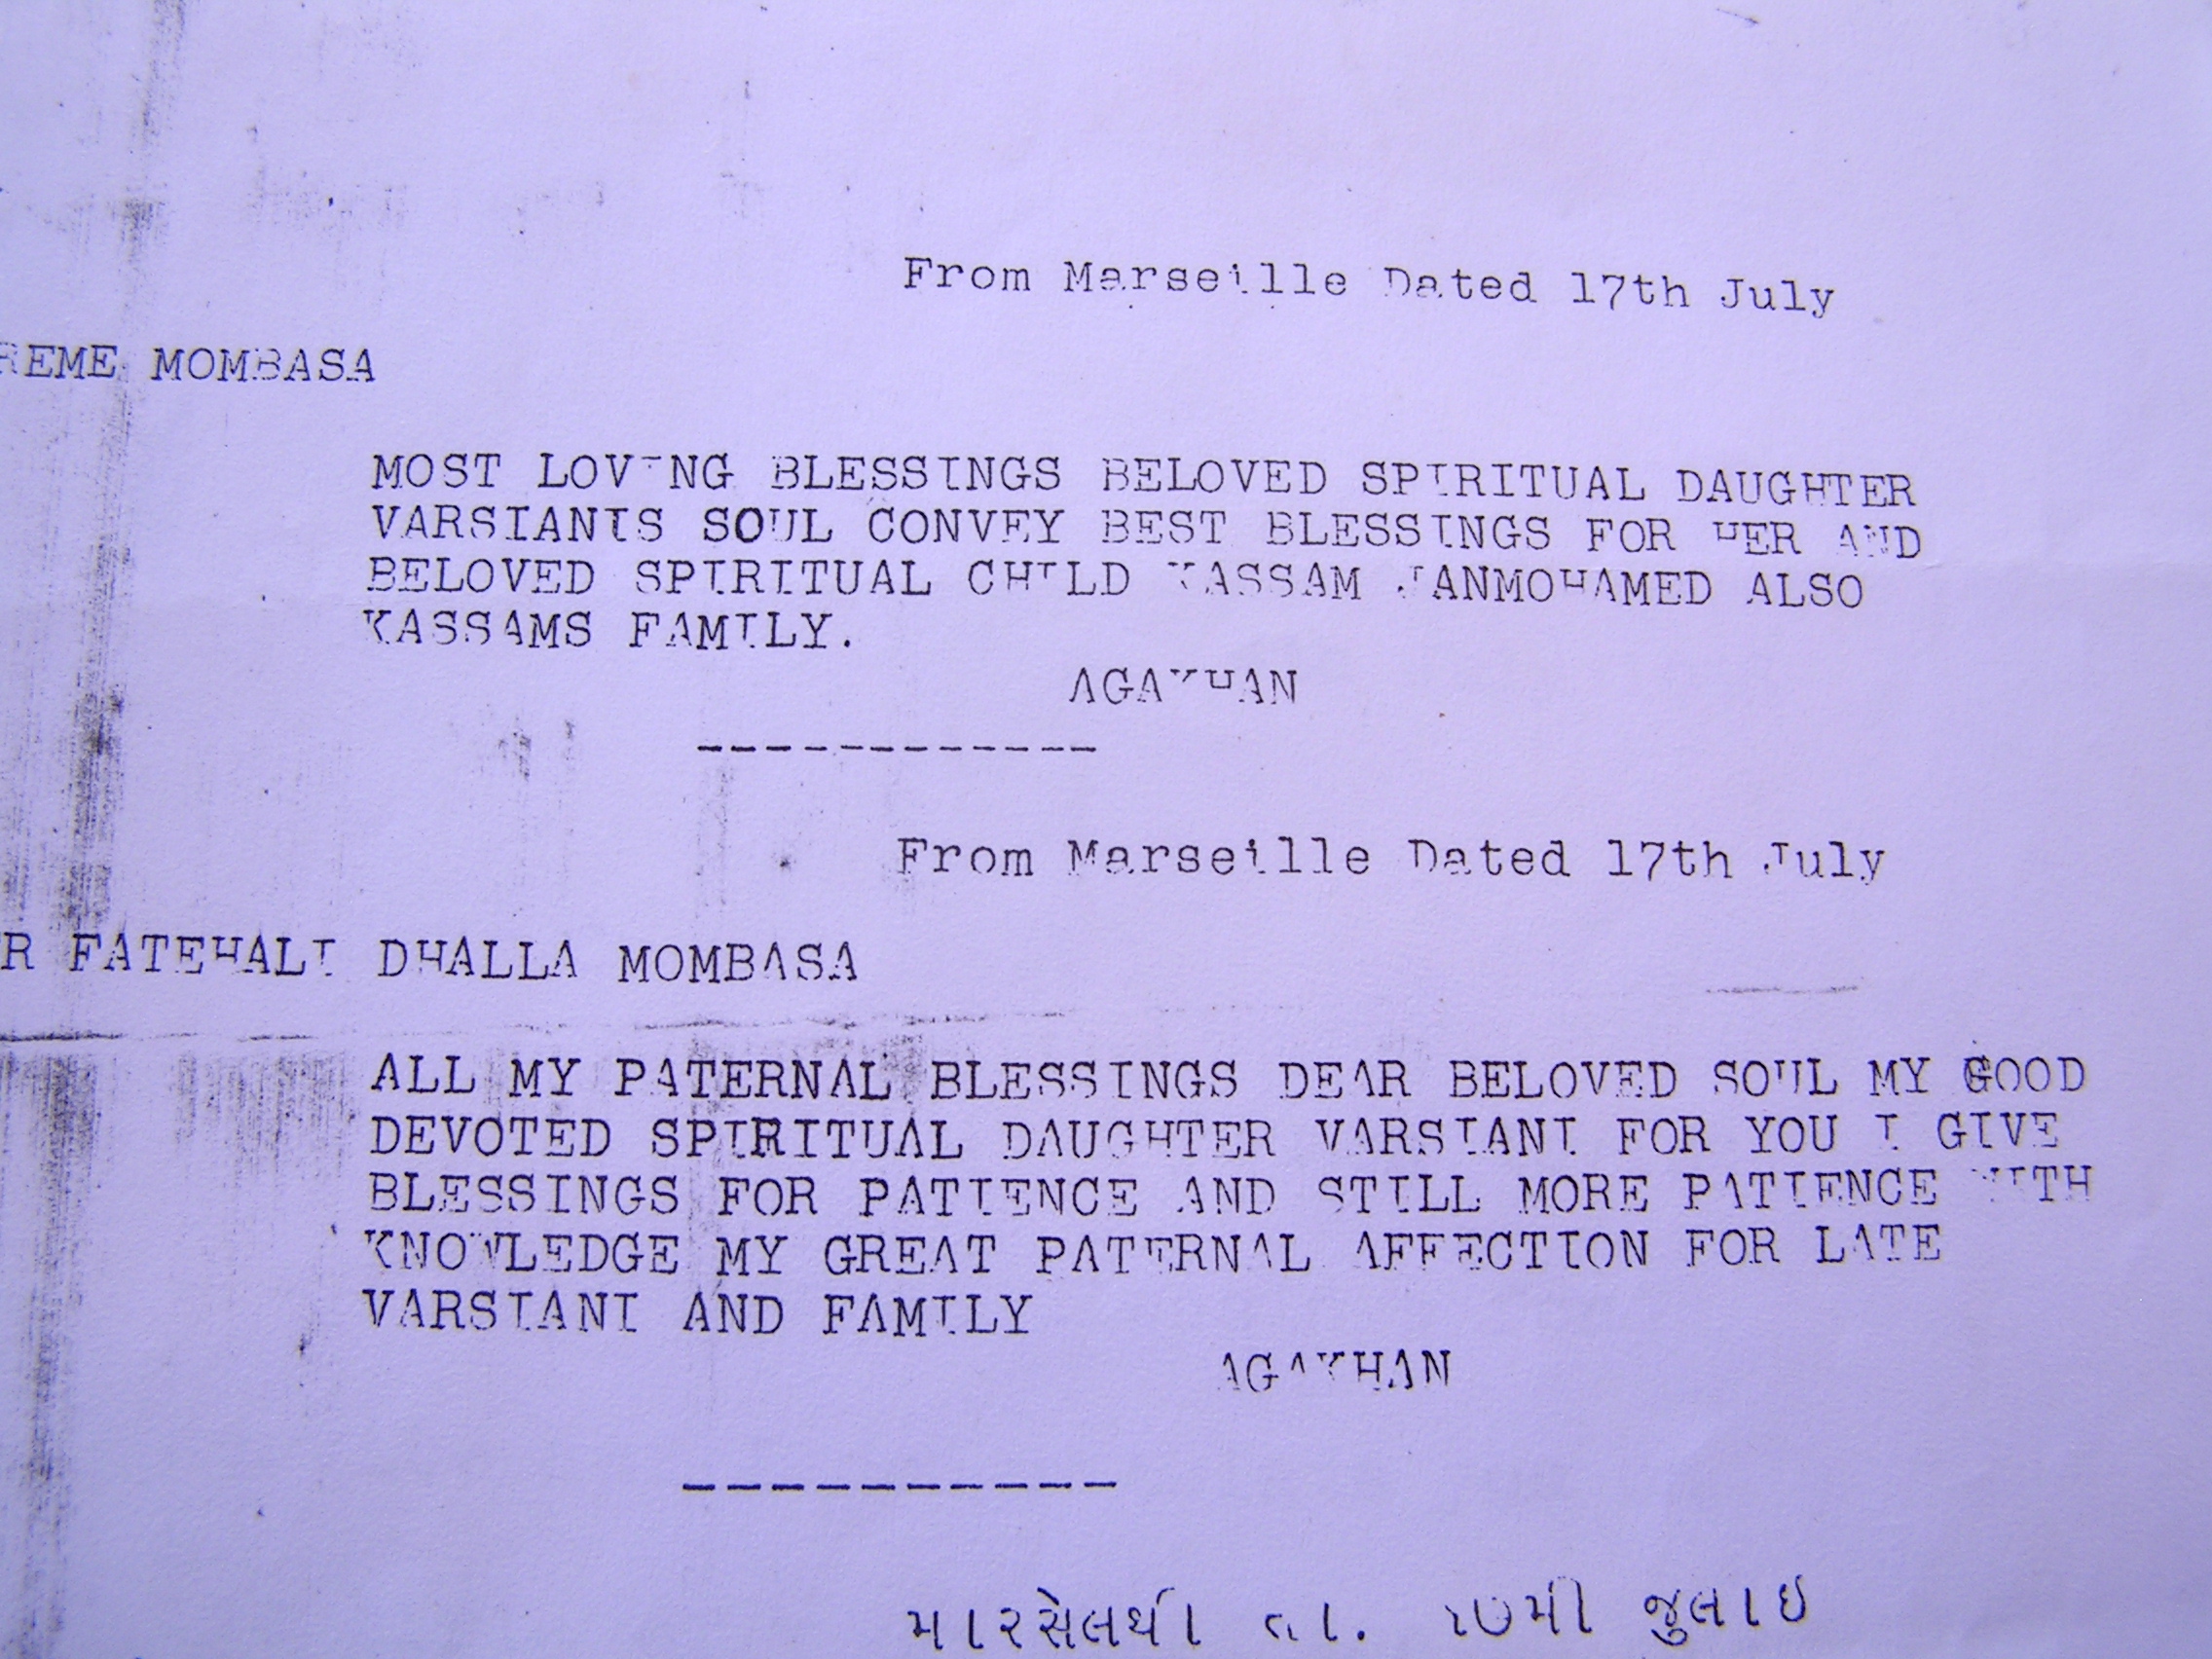 From Marseille Dated 17th July
REME MOMBASA
MOST LOVING BLESSINGS BELOVED SPIRITUAL DAUGHTER
VARSIANIS SOUL CONVEY BEST BLESSINGS FOR HER AND
BELOVED SPIRITUAL CHILD KASSAM JANMOHAMED ALSO
KASSAMS FAMILY.
AGAKHAN
------------
From Marseille Dated 17th July
R FATEHALI DHALLA MOMBASA
ALL MY PATERNAL BLESSINGS DEAR BELOVED SOUL MY GOOD
DEVOTED SPIRITUAL DAUGHTER VARSIANI FOR YOU I GIVE
BLESSINGS FOR PATIENCE AND STILL MORE PATIENCE WITH
KNOWLEDGE MY GREAT PATERNAL AFFECTION FOR LATE
VARSIANI AND FAMILY
AGAKHAN
----------
મારસેલથી તા. ૧૭મી જુલાઇ